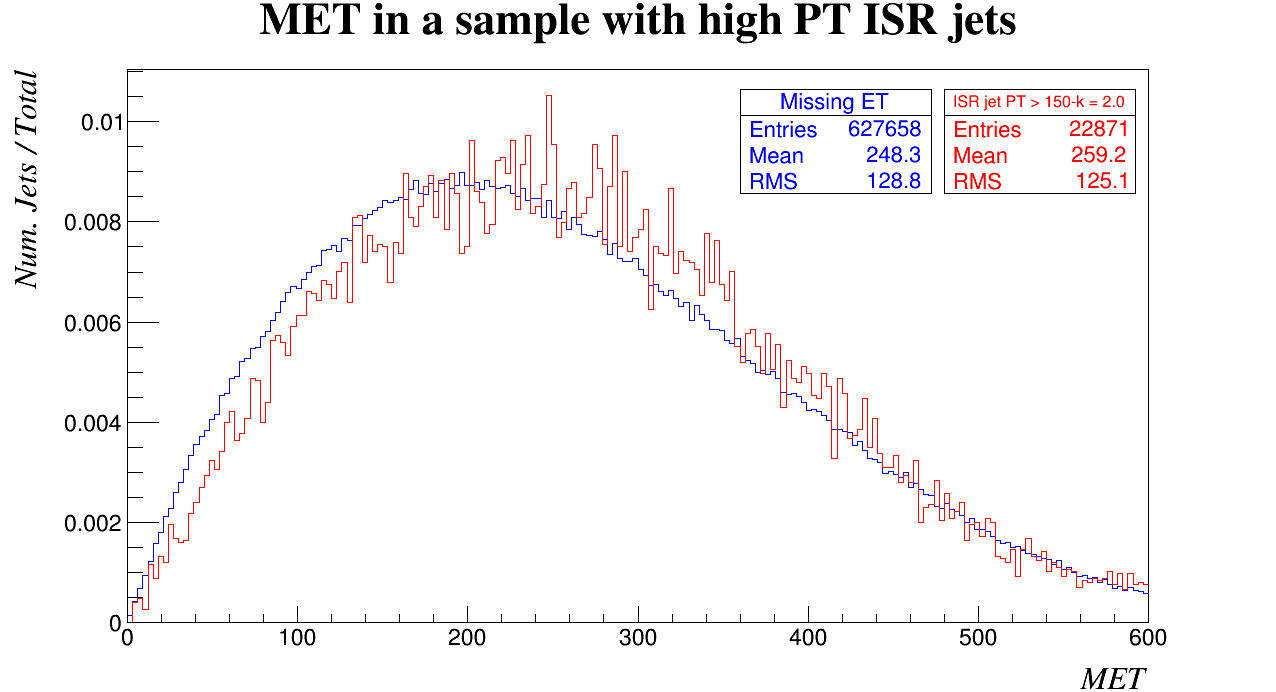 MET in a sample with high PT ISR jets
Num. Jets / Total
Missing ET
Entries 627658
Mean 248.3
RMS 128.8
ISR jet PT > 150-k = 2.0
Entries 22871
Mean 259.2
RMS 125.1
0.01
0.008
0.006
0.004
0.002
0
0 100 200 300 400 500 600
MET